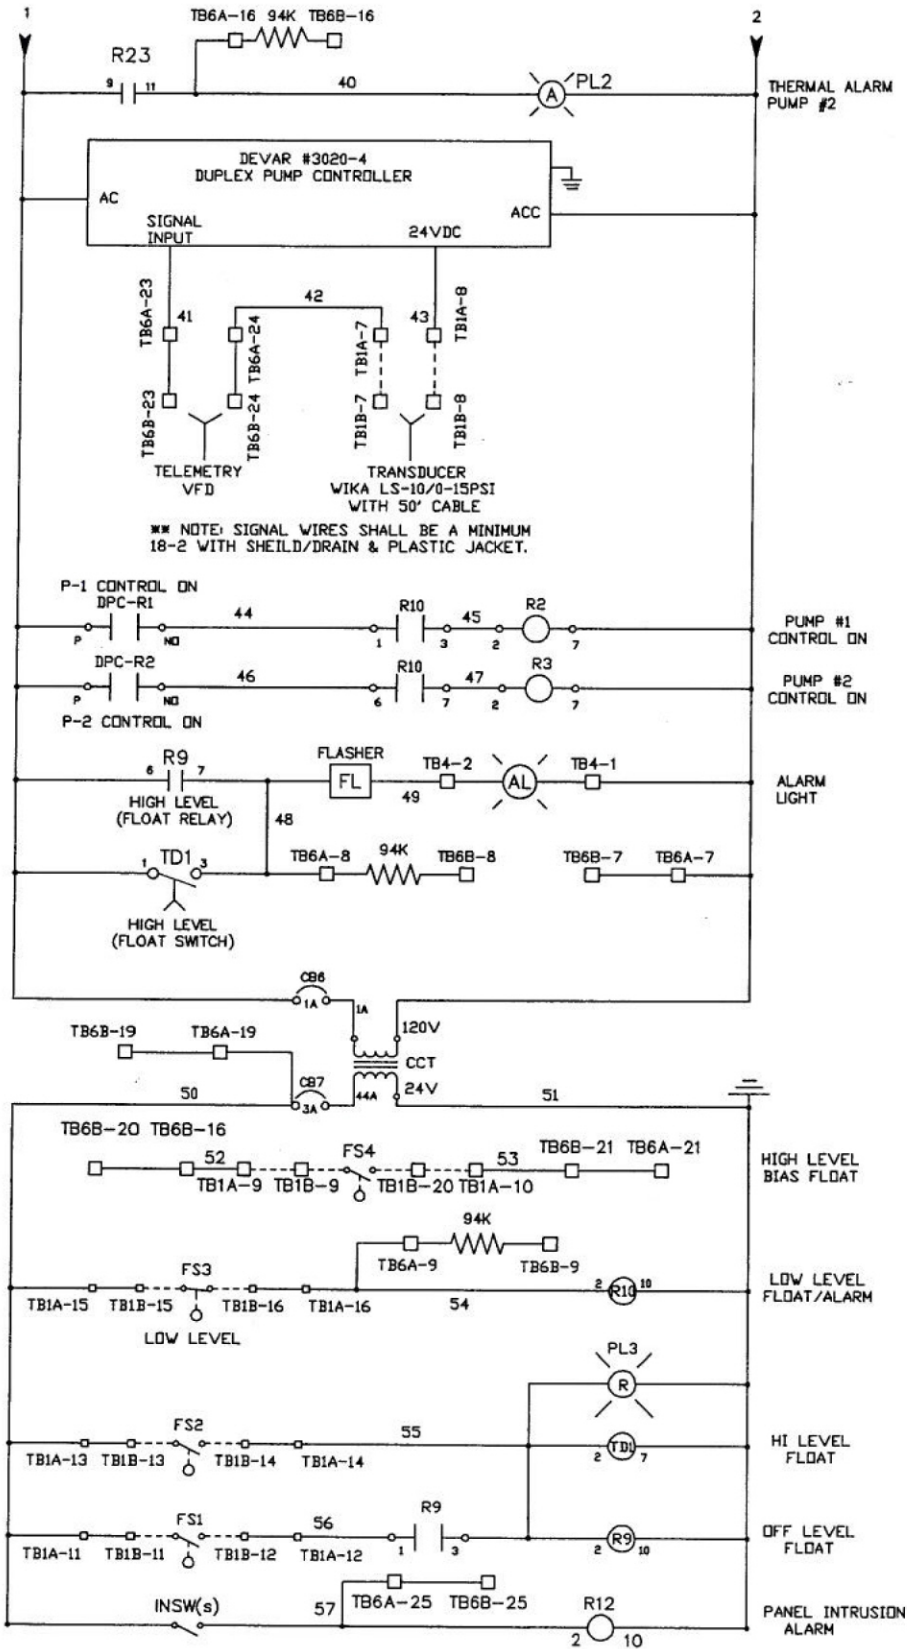 1
2
TB6A-16 94K TB6B-16
R23
9 11
40
A
PL2
THERMAL ALARM
PUMP #2
DEVAR #3020-4
DUPLEX PUMP CONTROLLER
AC
ACC
SIGNAL
INPUT
24VDC
TB6A-23
41
TB6A-24
42
TB1A-7
43
TB1A-8
TB6B-23
TB6B-24
TB1B-7
TB1B-8
TELEMETRY
VFD
TRANSDUCER
WIKA LS-10/0-15PSI
WITH 50' CABLE
** NOTE: SIGNAL WIRES SHALL BE A MINIMUM
18-2 WITH SHEILD/DRAIN & PLASTIC JACKET.
P-1 CONTROL ON
DPC-R1
44
R10
45
R2
P NO 1 3 2 7
PUMP #1
CONTROL ON
DPC-R2
46
R10
47
R3
P NO 6 7 2 7
P-2 CONTROL ON
PUMP #2
CONTROL ON
R9
6 7
HIGH LEVEL
(FLOAT RELAY)
FLASHER
FL
49
TB4-2
AL
TB4-1
ALARM
LIGHT
48
TD1
1 3
HIGH LEVEL
(FLOAT SWITCH)
TB6A-8 94K TB6B-8
TB6B-7 TB6A-7
CB6
1A
1A
120V
TB6B-19 TB6A-19
CCT
50
CB7
3A
44A
24V
51
TB6B-20 TB6B-16
52
TB1A-9 TB1B-9
FS4
TB1B-20 TB1A-10
53
TB6B-21 TB6A-21
HIGH LEVEL
BIAS FLOAT
94K
TB6A-9 TB6B-9
FS3
TB1A-15 TB1B-15 TB1B-16 TB1A-16
54
2 R10 10
LOW LEVEL
LOW LEVEL
FLOAT/ALARM
PL3
R
FS2
55
TB1A-13 TB1B-13 TB1B-14 TB1A-14
2 TD1 7
HI LEVEL
FLOAT
FS1
56
R9
TB1A-11 TB1B-11 TB1B-12 TB1A-12
1 3
2 R9 10
OFF LEVEL
FLOAT
INSW(s)
57
TB6A-25 TB6B-25
R12
2 10
PANEL INTRUSION
ALARM